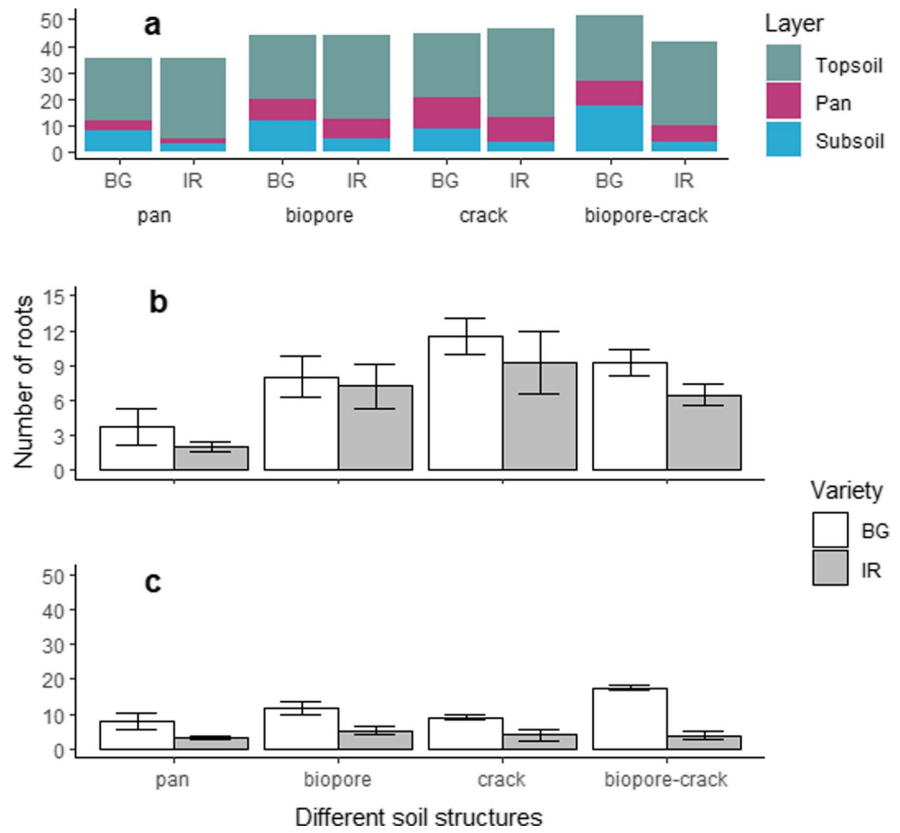 a
50
40
30
20
10
0
BG IR BG IR BG IR BG IR
pan biopore crack biopore-crack
Layer
Topsoil
Pan
Subsoil
b
Number of roots
15
12
9
6
3
0
Variety
BG
IR
c
50
40
30
20
10
0
pan biopore crack biopore-crack
Different soil structures